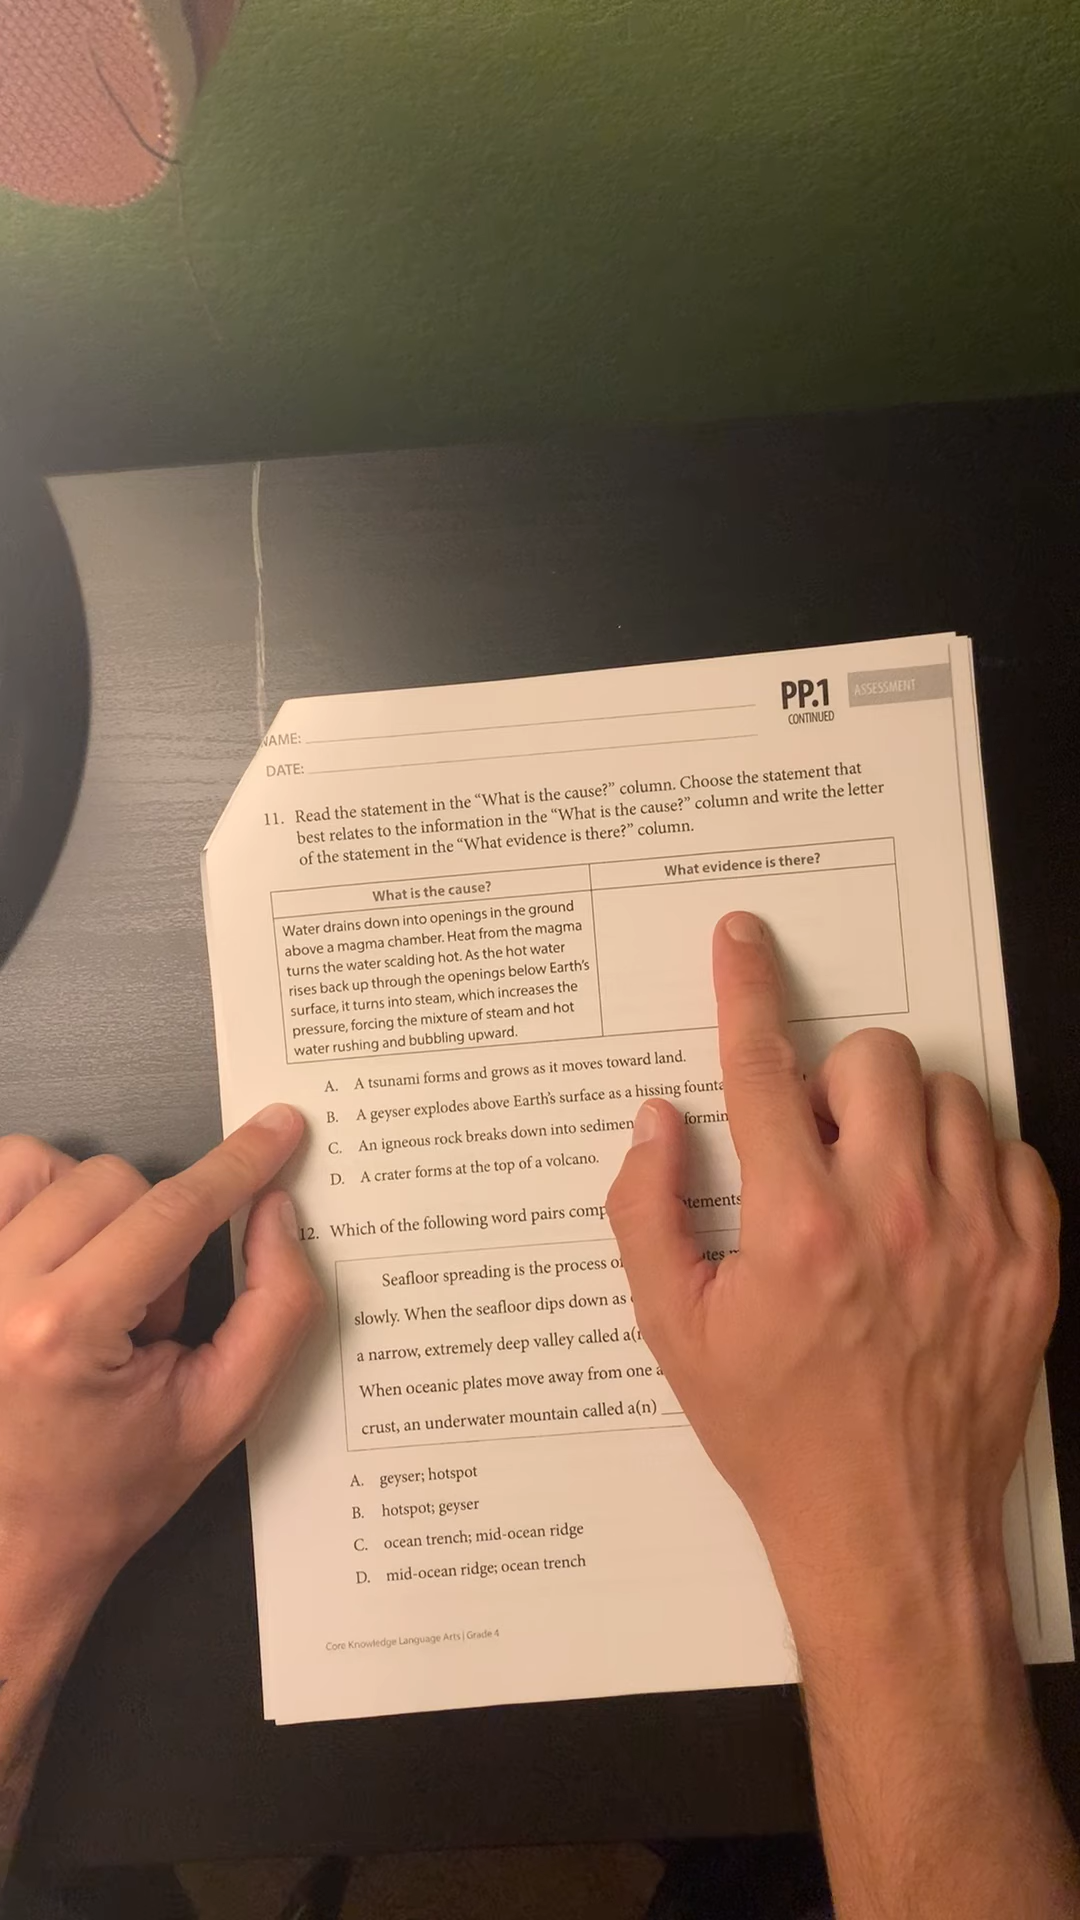 PP.1
ASSESSMENT
CONTINUED
NAME:
DATE:
11. Read the statement in the “What is the cause?” column. Choose the statement that
best relates to the information in the “What is the cause?” column and write the letter
of the statement in the “What evidence is there?” column.
What is the cause?
What evidence is there?
Water drains down into openings in the ground
above a magma chamber. Heat from the magma
turns the water scalding hot. As the hot water
rises back up through the openings below Earth’s
surface, it turns into steam, which increases the
pressure, forcing the mixture of steam and hot
water rushing and bubbling upward.
A. A tsunami forms and grows as it moves toward land.
B. A geyser explodes above Earth’s surface as a hissing
C. An igneous rock breaks down into
D. A crater forms at the top of a volcano.
12. Which of the following word pairs
Seafloor spreading is the process
slowly. When the seafloor dips down as
a narrow, extremely deep valley called
When oceanic plates move away from one
crust, an underwater mountain called a(n)
A. geyser; hotspot
B. hotspot; geyser
C. ocean trench; mid-ocean ridge
D. mid-ocean ridge; ocean trench
Core Knowledge Language Arts | Grade 4